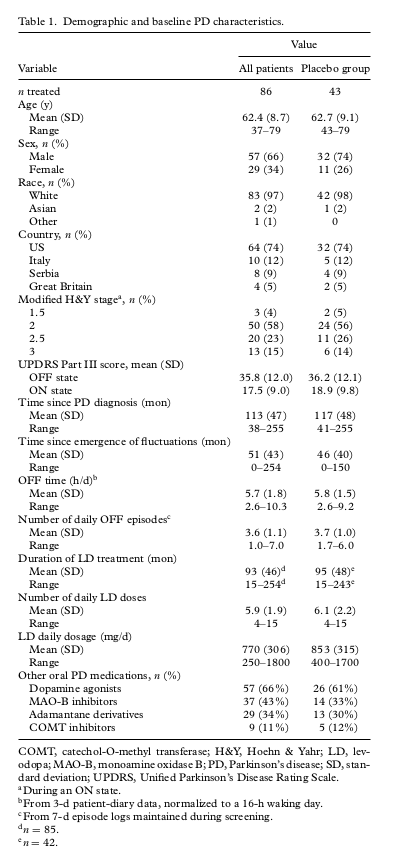 Table 1. Demographic and baseline PD characteristics.
Value
Variable All patients Placebo group
n treated 86 43
Age (y)
Mean (SD) 62.4 (8.7) 62.7 (9.1)
Range 37–79 43–79
Sex, n (%)
Male 57 (66) 32 (74)
Female 29 (34) 11 (26)
Race, n (%)
White 83 (97) 42 (98)
Asian 2 (2) 1 (2)
Other 1 (1) 0
Country, n (%)
US 64 (74) 32 (74)
Italy 10 (12) 5 (12)
Serbia 8 (9) 4 (9)
Great Britain 4 (5) 2 (5)
Modified H&Y stageᵃ, n (%)
1.5 3 (4) 2 (5)
2 50 (58) 24 (56)
2.5 20 (23) 11 (26)
3 13 (15) 6 (14)
UPDRS Part III score, mean (SD)
OFF state 35.8 (12.0) 36.2 (12.1)
ON state 17.5 (9.0) 18.9 (9.8)
Time since PD diagnosis (mon)
Mean (SD) 113 (47) 117 (48)
Range 38–255 41–255
Time since emergence of fluctuations (mon)
Mean (SD) 51 (43) 46 (40)
Range 0–254 0–150
OFF time (h/d)ᵇ
Mean (SD) 5.7 (1.8) 5.8 (1.5)
Range 2.6–10.3 2.6–9.2
Number of daily OFF episodesᶜ
Mean (SD) 3.6 (1.1) 3.7 (1.0)
Range 1.0–7.0 1.7–6.0
Duration of LD treatment (mon)
Mean (SD) 93 (46)ᵈ 95 (48)ᵉ
Range 15–254ᵈ 15–243ᵉ
Number of daily LD doses
Mean (SD) 5.9 (1.9) 6.1 (2.2)
Range 4–15 4–15
LD daily dosage (mg/d)
Mean (SD) 770 (306) 853 (315)
Range 250–1800 400–1700
Other oral PD medications, n (%)
Dopamine agonists 57 (66%) 26 (61%)
MAO-B inhibitors 37 (43%) 14 (33%)
Adamantane derivatives 29 (34%) 13 (30%)
COMT inhibitors 9 (11%) 5 (12%)
COMT, catechol-O-methyl transferase; H&Y, Hoehn & Yahr; LD, lev-
odopa; MAO-B, monoamine oxidase B; PD, Parkinson's disease; SD, stan-
dard deviation; UPDRS, Unified Parkinson's Disease Rating Scale.
ᵃDuring an ON state.
ᵇFrom 3-d patient-diary data, normalized to a 16-h waking day.
ᶜFrom 7-d episode logs maintained during screening.
ᵈn = 85.
ᵉn = 42.